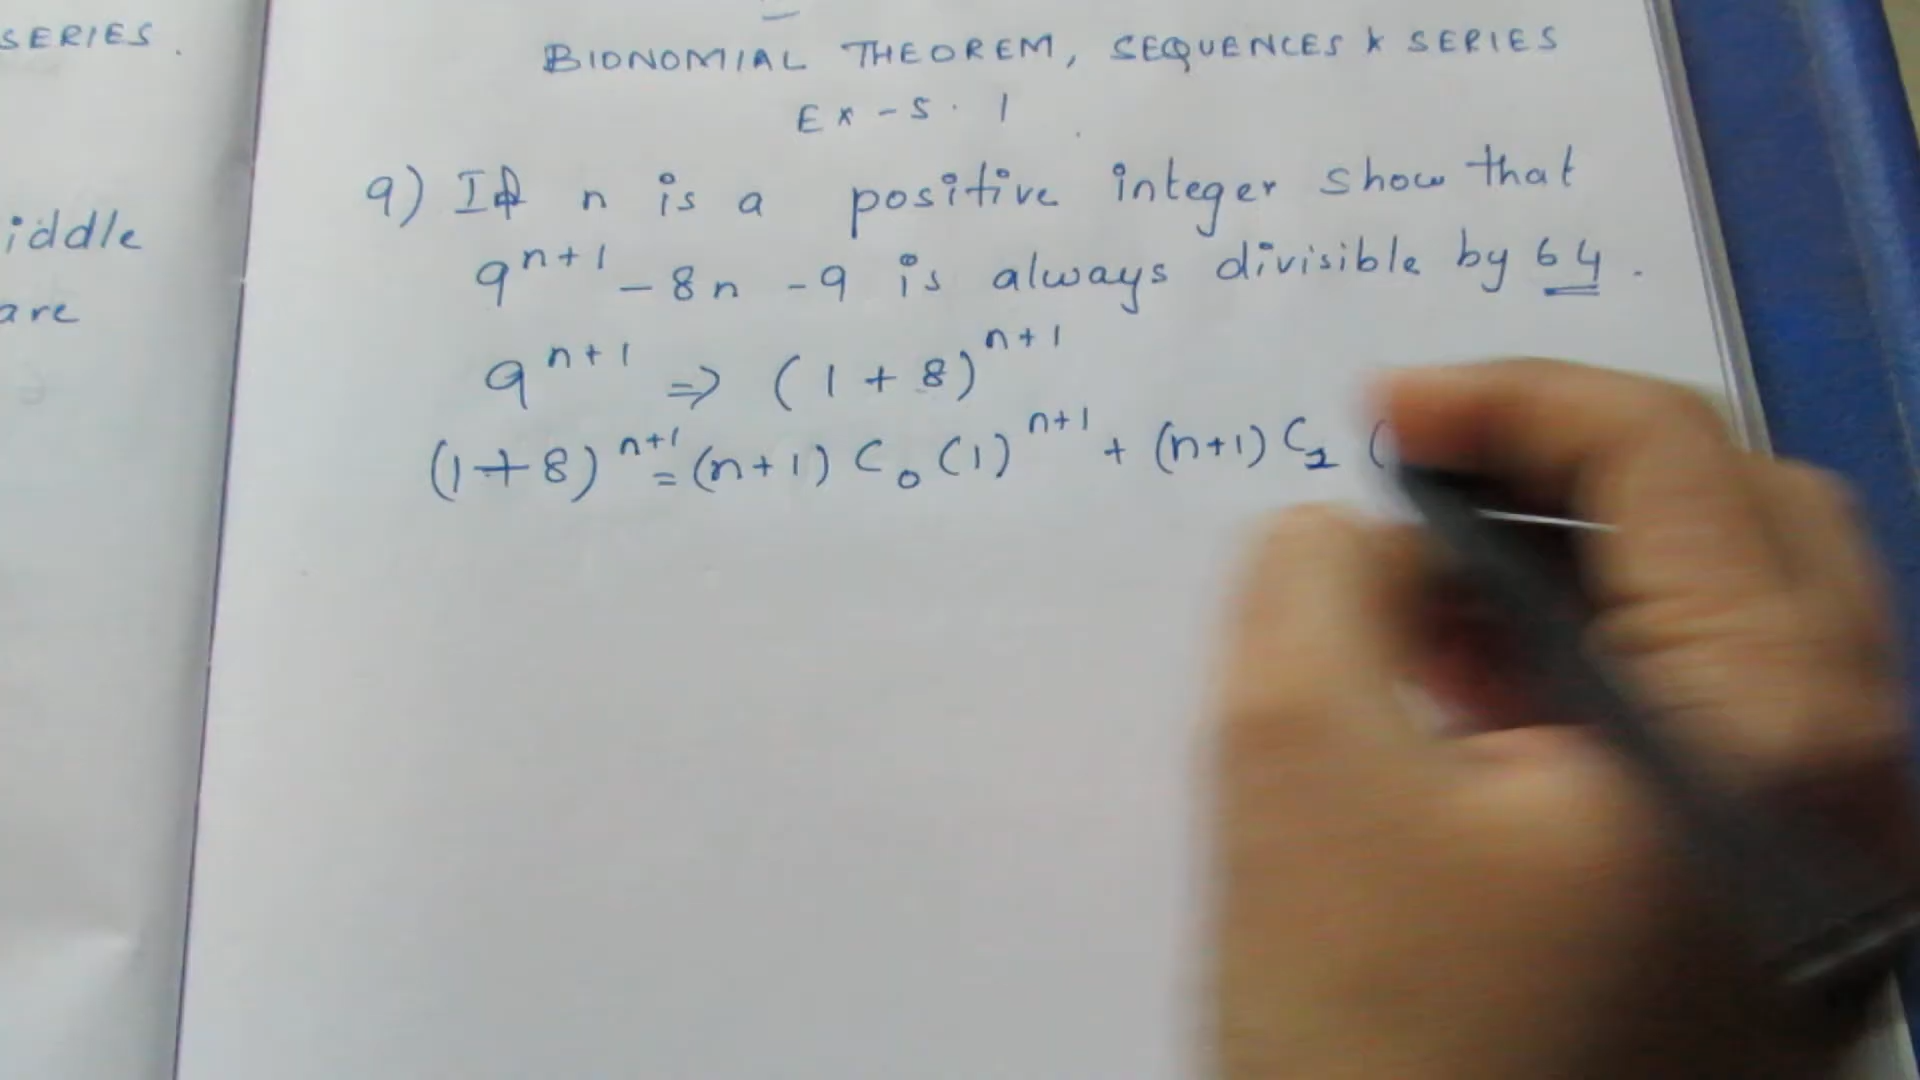 SERIES.
iddle
are
BIONOMIAL THEOREM, SEQUENCES & SERIES
Ex - 5.1
9) If n is a positive integer show that
9^{n+1} - 8n - 9 is always divisible by 64.
9^{n+1} ⇒ (1+8)^{n+1}
(1+8)^{n+1} = (n+1) C_0 (1)^{n+1} + (n+1) C_1 (